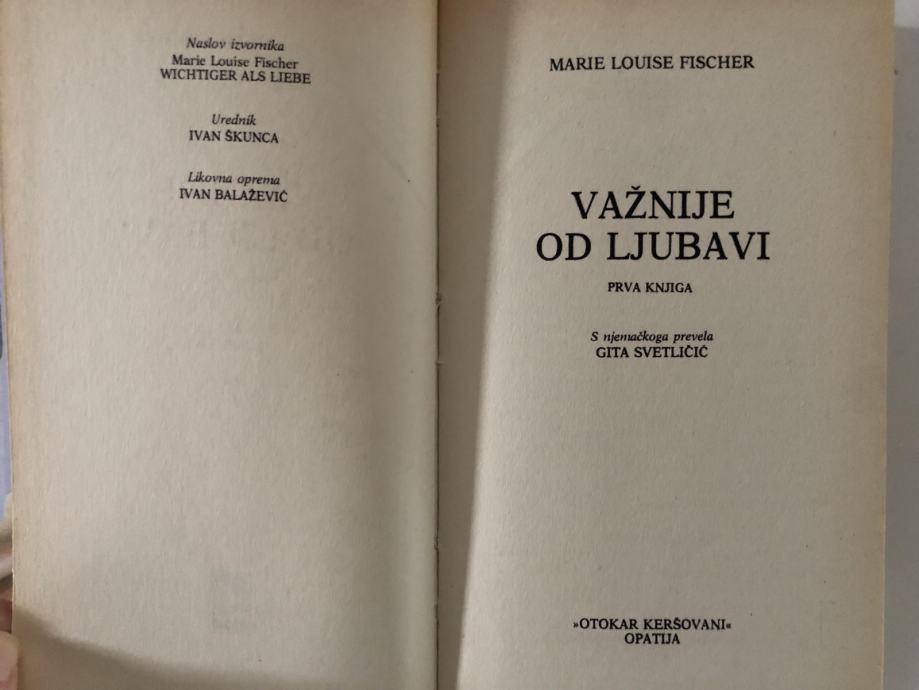 Naslov izvornika
Marie Louise Fischer
WICHTIGER ALS LIEBE
Urednik
IVAN ŠKUNCA
Likovna oprema
IVAN BALAŽEVIĆ
MARIE LOUISE FISCHER
VAŽNIJE
OD LJUBAVI
PRVA KNJIGA
S njemačkoga prevela
GITA SVETLIČIĆ
»OTOKAR KERŠOVANI«
OPATIJA